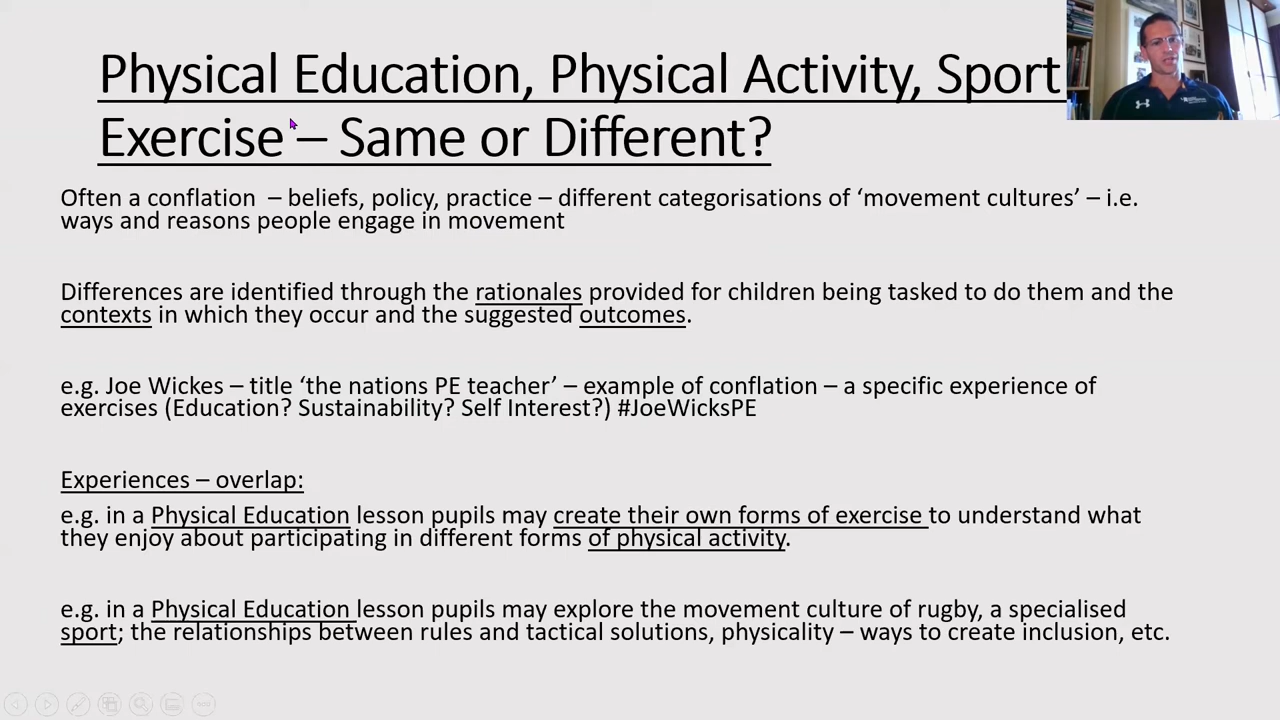 Physical Education, Physical Activity, Sport
Exercise – Same or Different?
Often a conflation – beliefs, policy, practice – different categorisations of ‘movement cultures’ – i.e.
ways and reasons people engage in movement
Differences are identified through the rationales provided for children being tasked to do them and the
contexts in which they occur and the suggested outcomes.
e.g. Joe Wickes – title ‘the nations PE teacher’ – example of conflation – a specific experience of
exercises (Education? Sustainability? Self Interest?) #JoeWicksPE
Experiences – overlap:
e.g. in a Physical Education lesson pupils may create their own forms of exercise to understand what
they enjoy about participating in different forms of physical activity.
e.g. in a Physical Education lesson pupils may explore the movement culture of rugby, a specialised
sport; the relationships between rules and tactical solutions, physicality – ways to create inclusion, etc.